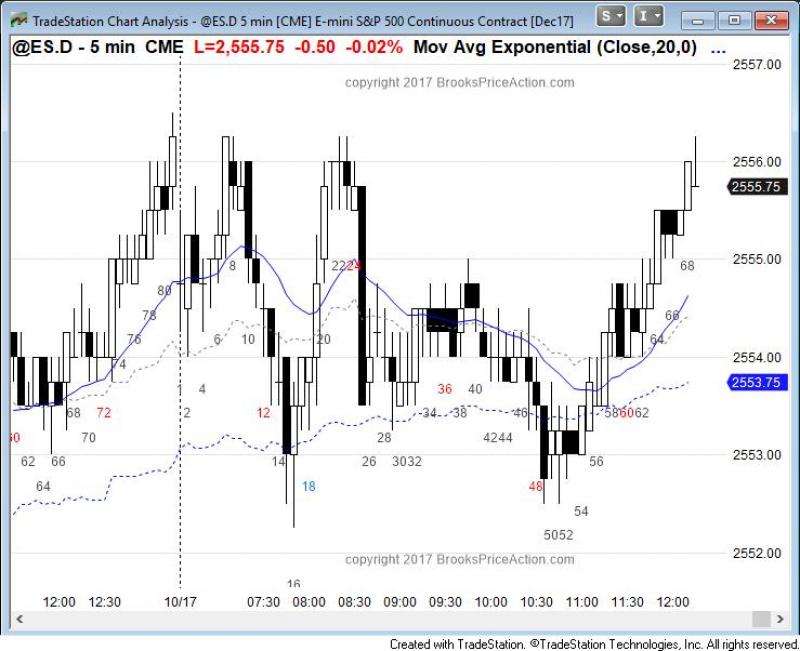 TradeStation Chart Analysis - @ES.D 5 min [CME] E-mini S&P 500 Continuous Contract [Dec17]
S I
@ES.D - 5 min CME L=2,555.75 -0.50 -0.02% Mov Avg Exponential (Close,20,0) ...
copyright 2017 BrooksPriceAction.com
2557.00
2556.00
2555.75
2555.00
2554.00
2553.75
2553.00
2552.00
80 8 2224 68
78 66
76 6 10 20 64
74
4 36 40
68 72 2 12 34 38 46 586062
70 28 4244
60
62 66 14 26 3032 56
64 18 48
54
5052
copyright 2017 BrooksPriceAction.com
16
12:00 12:30 10/17 07:30 08:00 08:30 09:00 09:30 10:00 10:30 11:00 11:30 12:00
Created with TradeStation. ©TradeStation Technologies, Inc. All rights reserved.